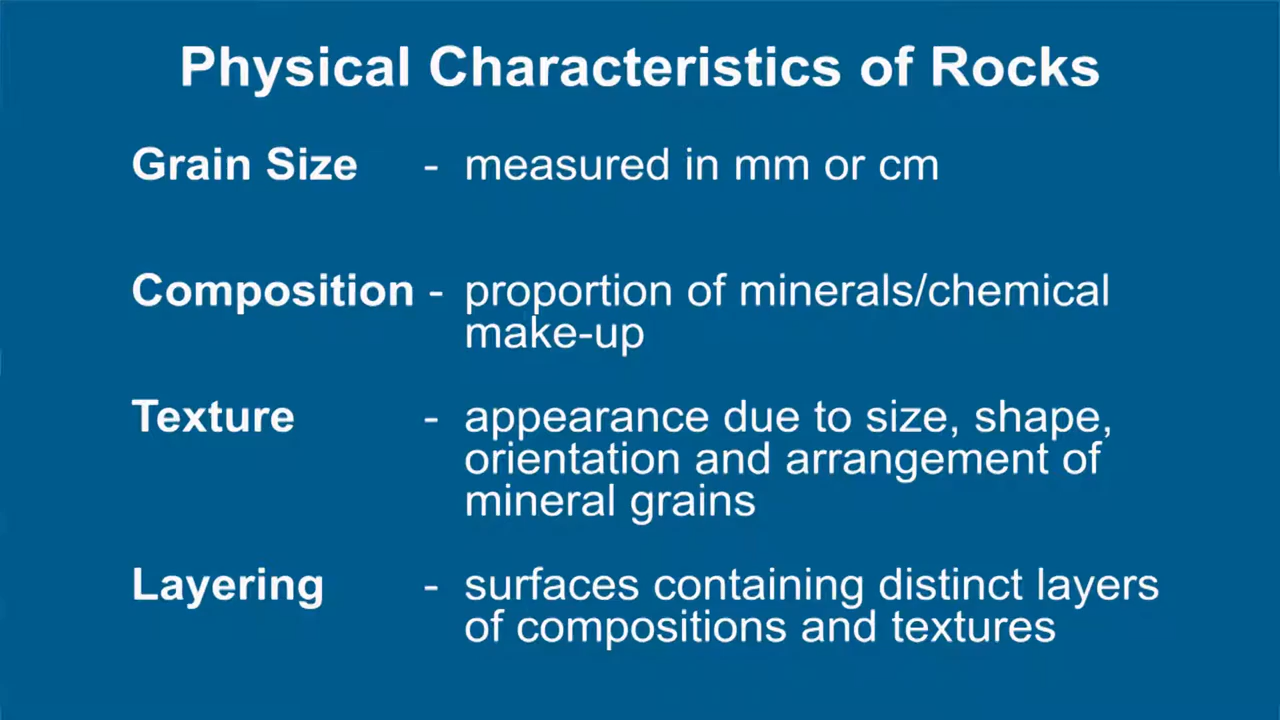 Physical Characteristics of Rocks
Grain Size - measured in mm or cm
Composition - proportion of minerals/chemical
make-up
Texture - appearance due to size, shape,
orientation and arrangement of
mineral grains
Layering - surfaces containing distinct layers
of compositions and textures